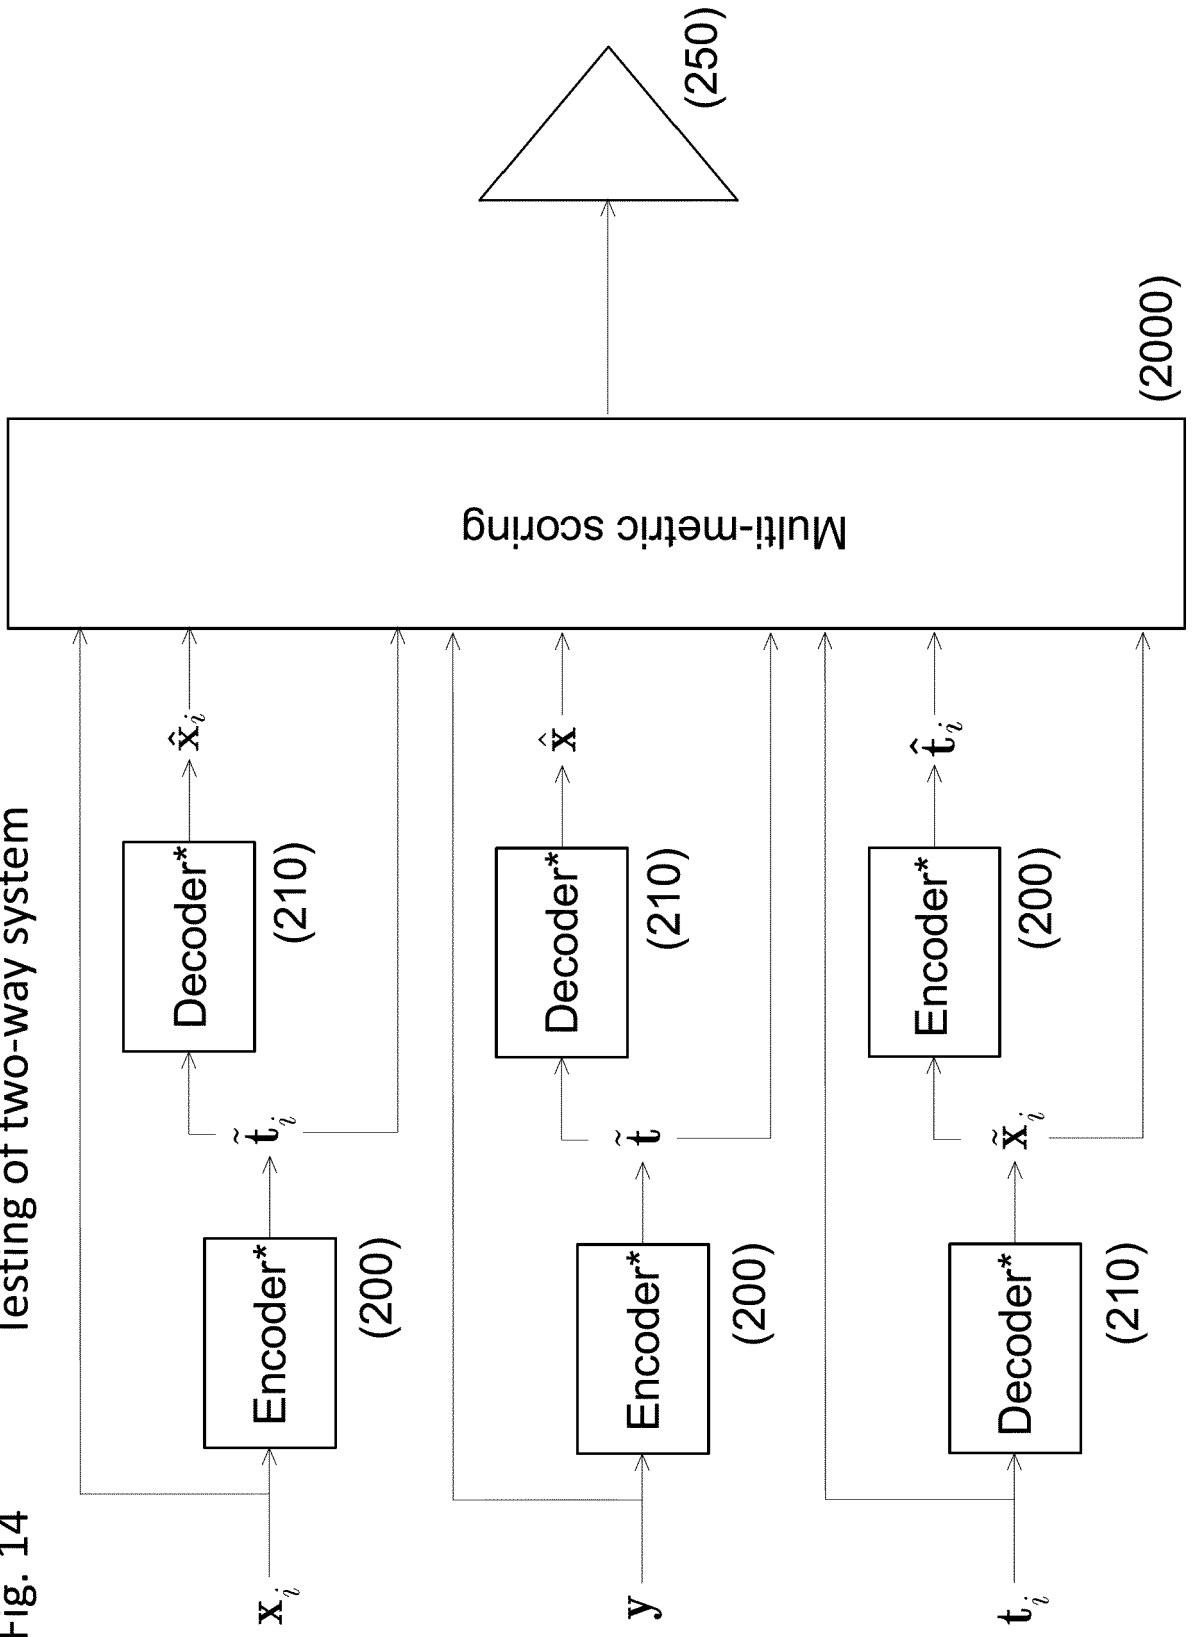 Fig. 14 Testing of two-way system
x_i
Encoder*
(200)
t̃_i
Decoder*
(210)
x̂_i
y
Encoder*
(200)
t̃
Decoder*
(210)
x̂
t_i
Decoder*
(210)
x̃_i
Encoder*
(200)
t̂_i
Multi-metric scoring
(2000)
(250)